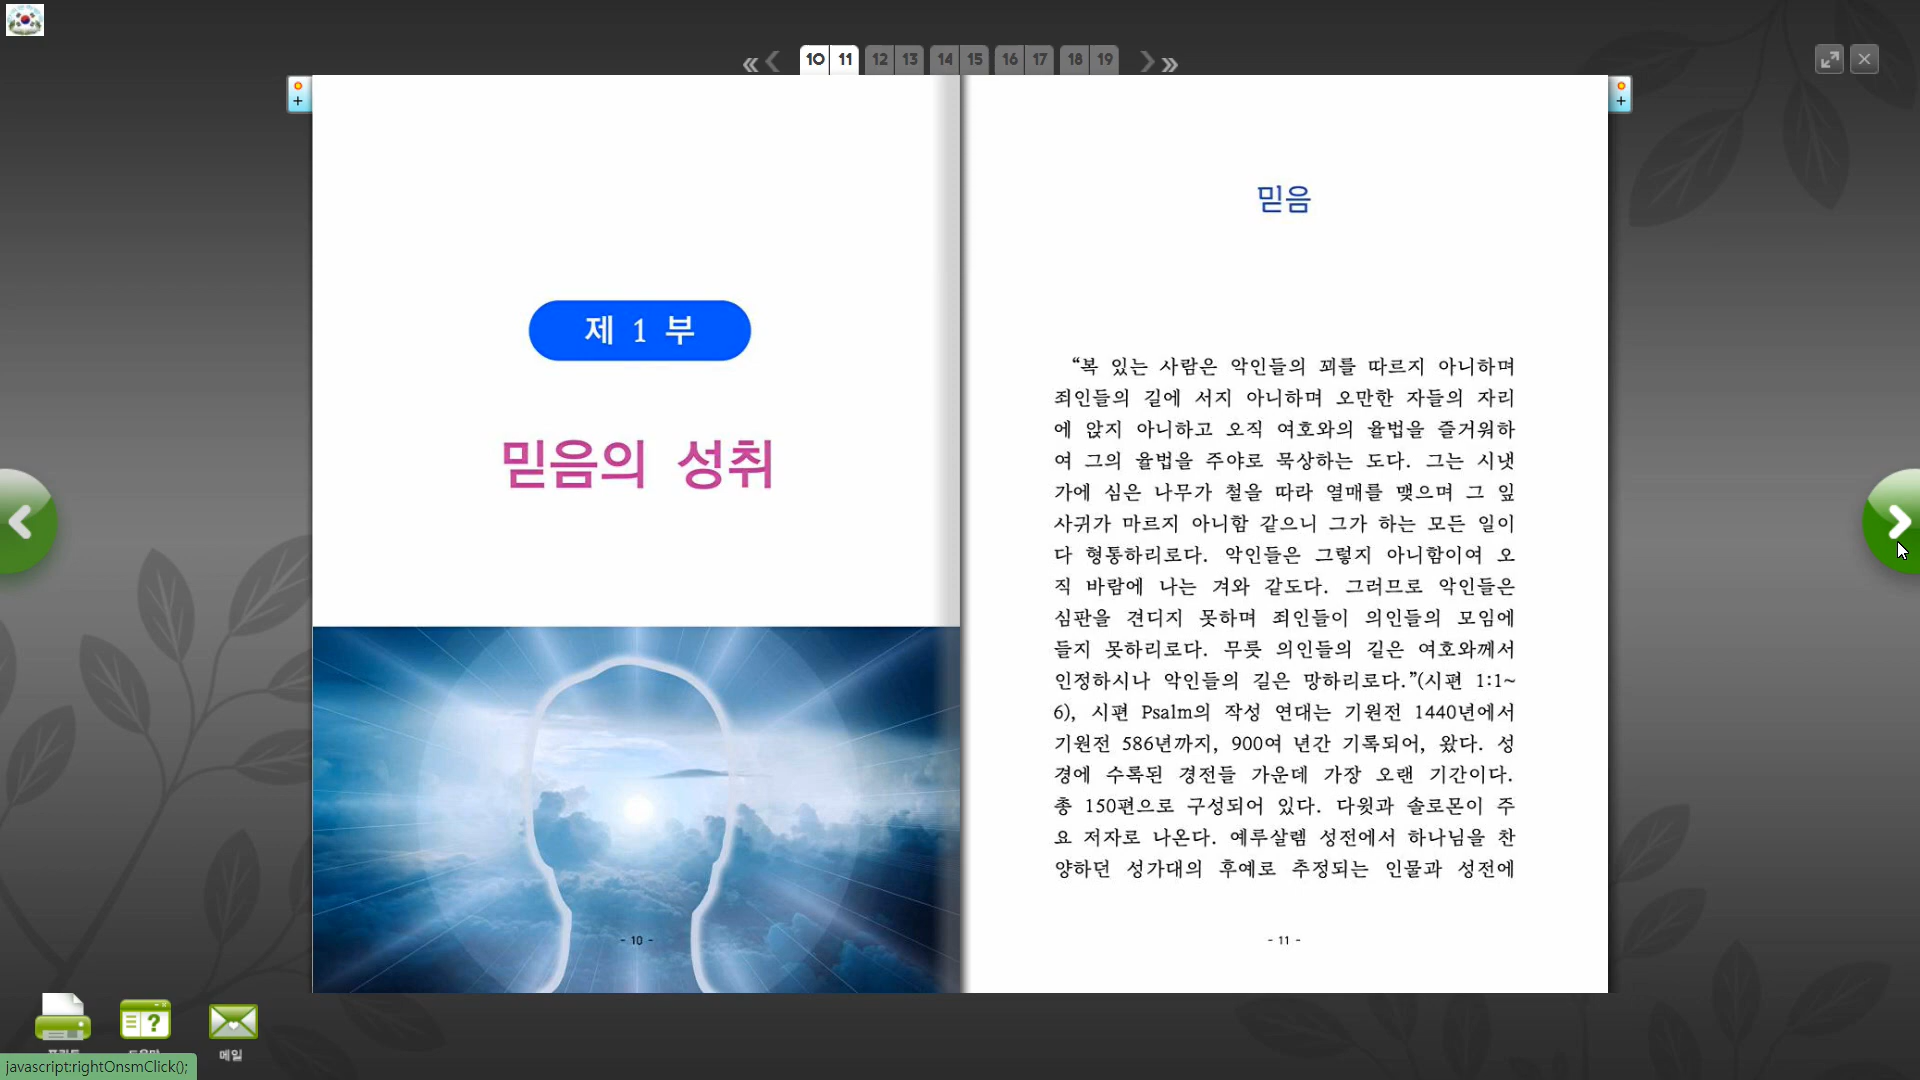 10 11 12 13 14 15 16 17 18 19
제 1 부
믿음의 성취
- 10 -
믿음
“복 있는 사람은 악인들의 꾀를 따르지 아니하며
죄인들의 길에 서지 아니하며 오만한 자들의 자리
에 앉지 아니하고 오직 여호와의 율법을 즐거워하
여 그의 율법을 주야로 묵상하는 도다. 그는 시냇
가에 심은 나무가 철을 따라 열매를 맺으며 그 잎
사귀가 마르지 아니함 같으니 그가 하는 모든 일이
다 형통하리로다. 악인들은 그렇지 아니함이여 오
직 바람에 나는 겨와 같도다. 그러므로 악인들은
심판을 견디지 못하며 죄인들이 의인들의 모임에
들지 못하리로다. 무릇 의인들의 길은 여호와께서
인정하시나 악인들의 길은 망하리로다.”(시편 1:1~
6), 시편 Psalm의 작성 연대는 기원전 1440년에서
기원전 586년까지, 900여 년간 기록되어, 왔다. 성
경에 수록된 경전들 가운데 가장 오랜 기간이다.
총 150편으로 구성되어 있다. 다윗과 솔로몬이 주
요 저자로 나온다. 예루살렘 성전에서 하나님을 찬
양하던 성가대의 후예로 추정되는 인물과 성전에
- 11 -
메일
javascript:rightOnsmClick();